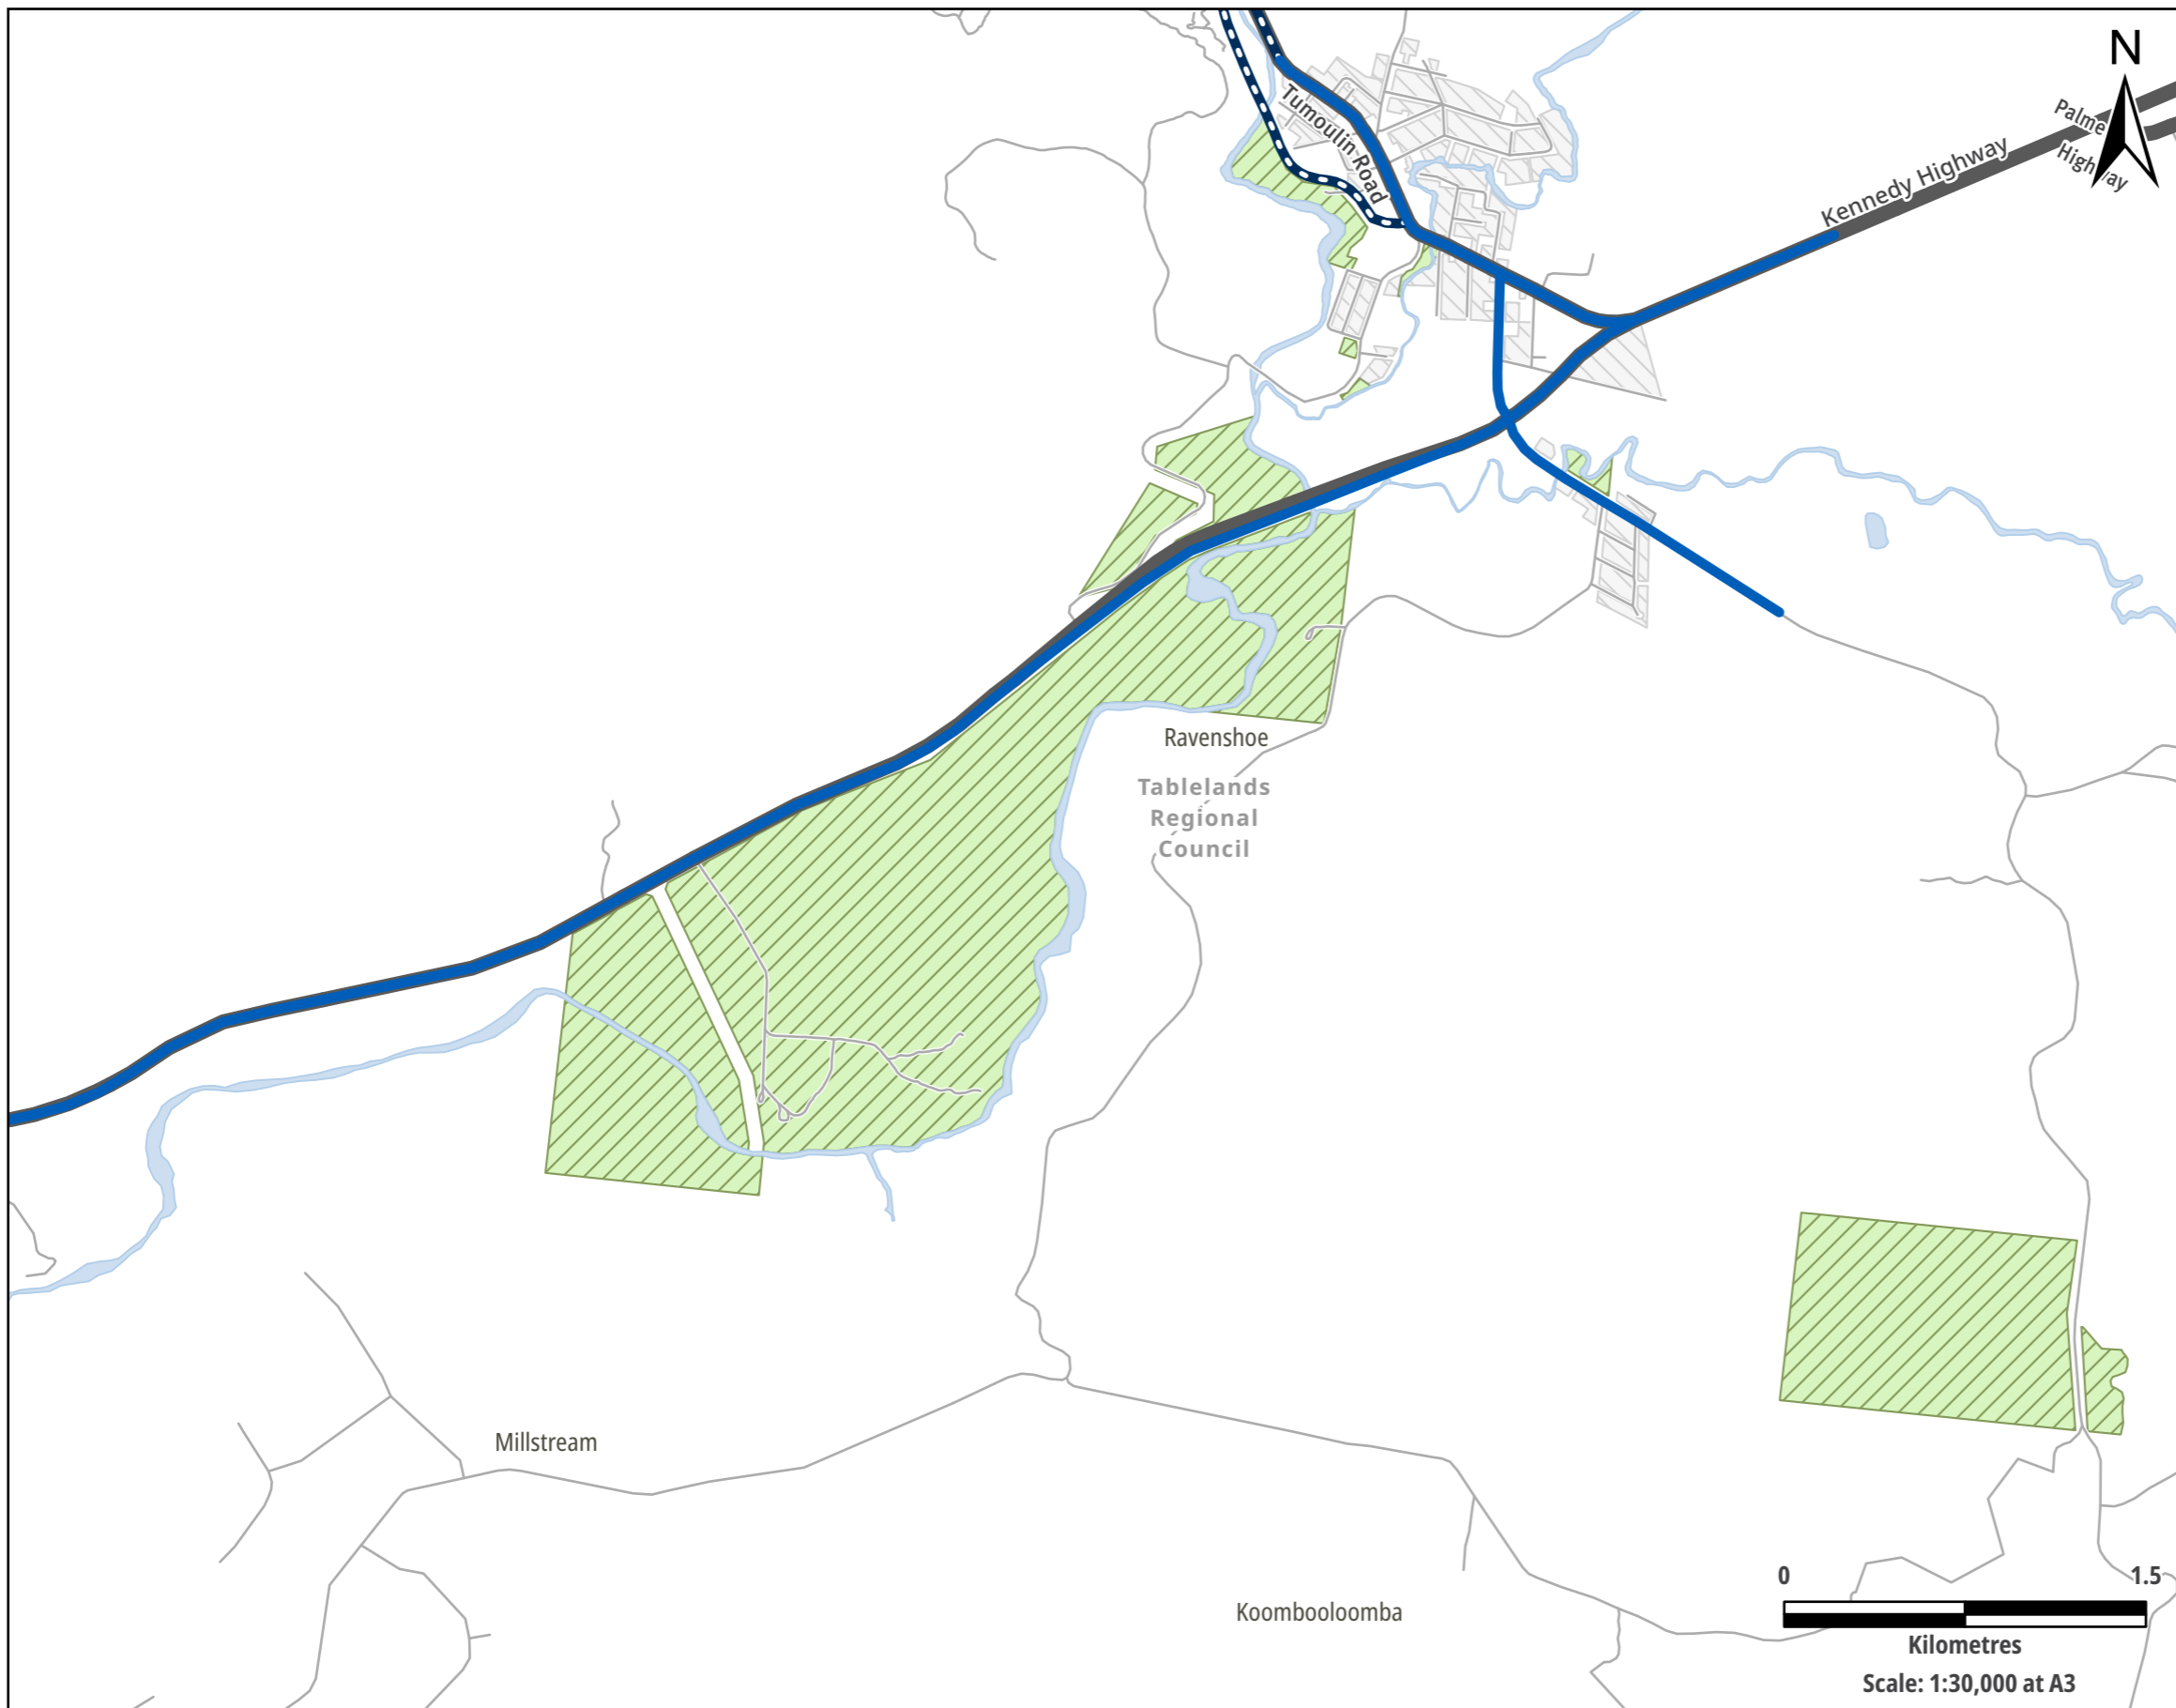 N
Palme
Highway
Kennedy Highway
Tumoulin Road
Ravenshoe
Tablelands
Regional
Council
Millstream
Koombooloomba
0
1.5
Kilometres
Scale: 1:30,000 at A3